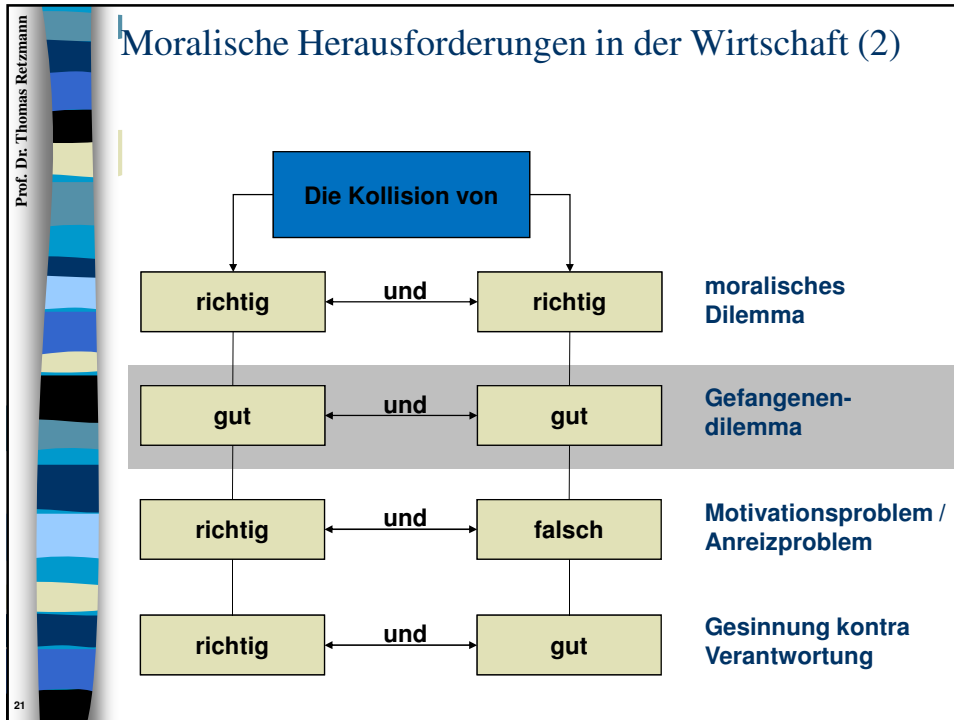 Prof. Dr. Thomas Retzmann
Moralische Herausforderungen in der Wirtschaft (2)
Die Kollision von
richtig und richtig
moralisches
Dilemma
gut und gut
Gefangenen-
dilemma
richtig und falsch
Motivationsproblem /
Anreizproblem
richtig und gut
Gesinnung kontra
Verantwortung
21